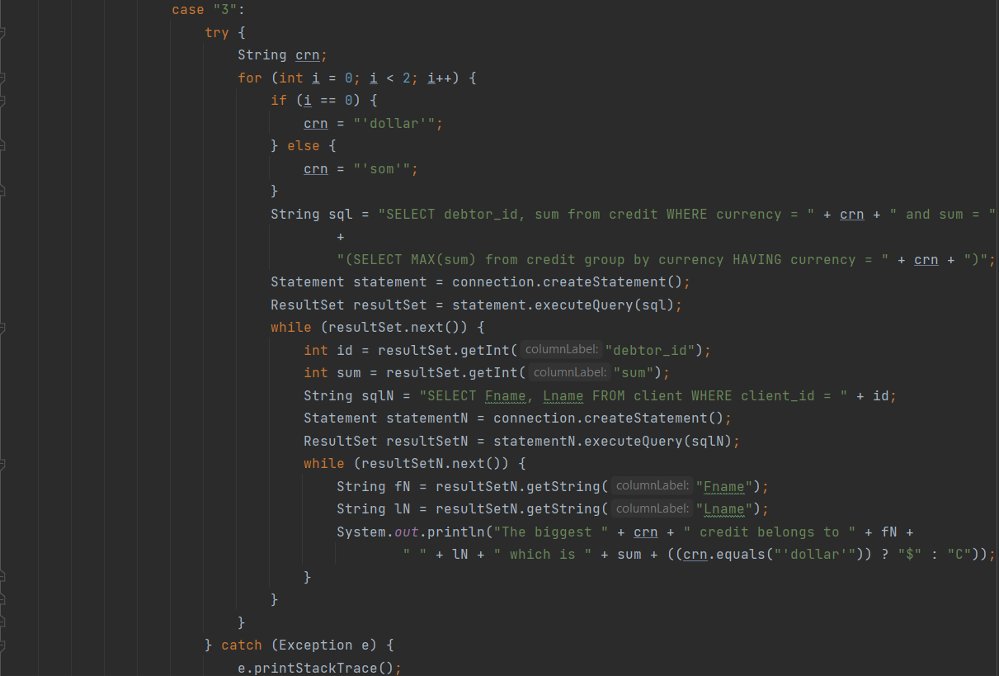 case "3":
try {
String crn;
for (int i = 0; i < 2; i++) {
if (i == 0) {
crn = "'dollar'";
} else {
crn = "'som'";
}
String sql = "SELECT debtor_id, sum from credit WHERE currency = " + crn + " and sum = "
+
"(SELECT MAX(sum) from credit group by currency HAVING currency = " + crn + ")";
Statement statement = connection.createStatement();
ResultSet resultSet = statement.executeQuery(sql);
while (resultSet.next()) {
int id = resultSet.getInt( columnLabel: "debtor_id");
int sum = resultSet.getInt( columnLabel: "sum");
String sqlN = "SELECT Fname, Lname FROM client WHERE client_id = " + id;
Statement statementN = connection.createStatement();
ResultSet resultSetN = statementN.executeQuery(sqlN);
while (resultSetN.next()) {
String fN = resultSetN.getString( columnLabel: "Fname");
String lN = resultSetN.getString( columnLabel: "Lname");
System.out.println("The biggest " + crn + " credit belongs to " + fN +
" " + lN + " which is " + sum + ((crn.equals("'dollar'")) ? "$" : "C"));
}
}
}
} catch (Exception e) {
e.printStackTrace();